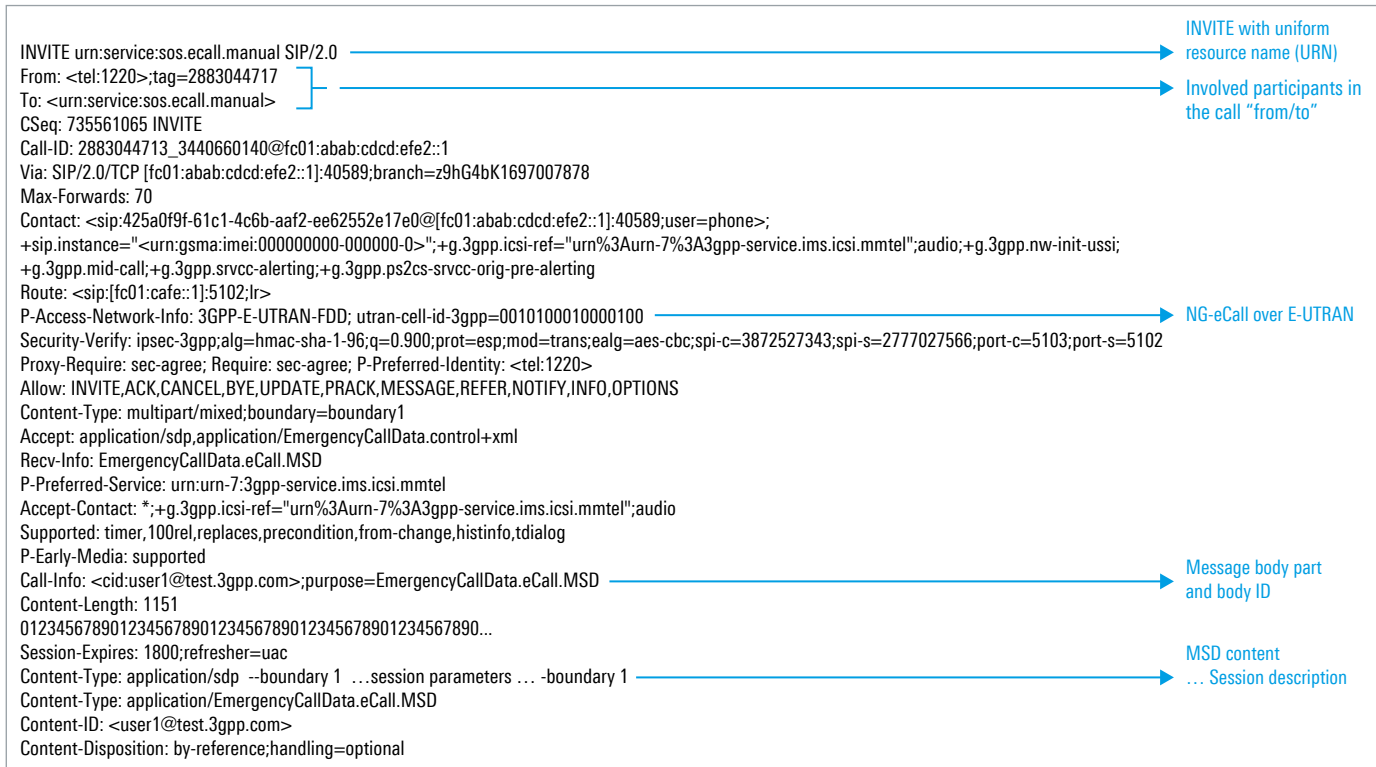 INVITE urn:service:sos.ecall.manual SIP/2.0
INVITE with uniform
resource name (URN)
From: <tel:1220>;tag=2883044717
To: <urn:service:sos.ecall.manual>
Involved participants in
the call “from/to”
CSeq: 735561065 INVITE
Call-ID: 2883044713_3440660140@fc01:abab:cdcd:efe2::1
Via: SIP/2.0/TCP [fc01:abab:cdcd:efe2::1]:40589;branch=z9hG4bK1697007878
Max-Forwards: 70
Contact: <sip:425a0f9f-61c1-4c6b-aaf2-ee62552e17e0@[fc01:abab:cdcd:efe2::1]:40589;user=phone>;
+sip.instance="<urn:gsma:imei:000000000-000000-0>";+g.3gpp.icsi-ref="urn%3Aurn-7%3A3gpp-service.ims.icsi.mmtel";audio;+g.3gpp.nw-init-ussi;
+g.3gpp.mid-call;+g.3gpp.srvcc-alerting;+g.3gpp.ps2cs-srvcc-orig-pre-alerting
Route: <sip:[fc01:cafe::1]:5102;lr>
P-Access-Network-Info: 3GPP-E-UTRAN-FDD; utran-cell-id-3gpp=0010100010000100
NG-eCall over E-UTRAN
Security-Verify: ipsec-3gpp;alg=hmac-sha-1-96;q=0.900;prot=esp;mod=trans;ealg=aes-cbc;spi-c=3872527343;spi-s=2777027566;port-c=5103;port-s=5102
Proxy-Require: sec-agree; Require: sec-agree; P-Preferred-Identity: <tel:1220>
Allow: INVITE,ACK,CANCEL,BYE,UPDATE,PRACK,MESSAGE,REFER,NOTIFY,INFO,OPTIONS
Content-Type: multipart/mixed;boundary=boundary1
Accept: application/sdp,application/EmergencyCallData.control+xml
Recv-Info: EmergencyCallData.eCall.MSD
P-Preferred-Service: urn:urn-7:3gpp-service.ims.icsi.mmtel
Accept-Contact: *;+g.3gpp.icsi-ref="urn%3Aurn-7%3A3gpp-service.ims.icsi.mmtel";audio
Supported: timer,100rel,replaces,precondition,from-change,histinfo,tdialog
P-Early-Media: supported
Call-Info: <cid:user1@test.3gpp.com>;purpose=EmergencyCallData.eCall.MSD
Message body part
and body ID
Content-Length: 1151
012345678901234567890123456789012345678901234567890...
Session-Expires: 1800;refresher=uac
Content-Type: application/sdp --boundary 1 …session parameters … -boundary 1
MSD content
… Session description
Content-Type: application/EmergencyCallData.eCall.MSD
Content-ID: <user1@test.3gpp.com>
Content-Disposition: by-reference;handling=optional